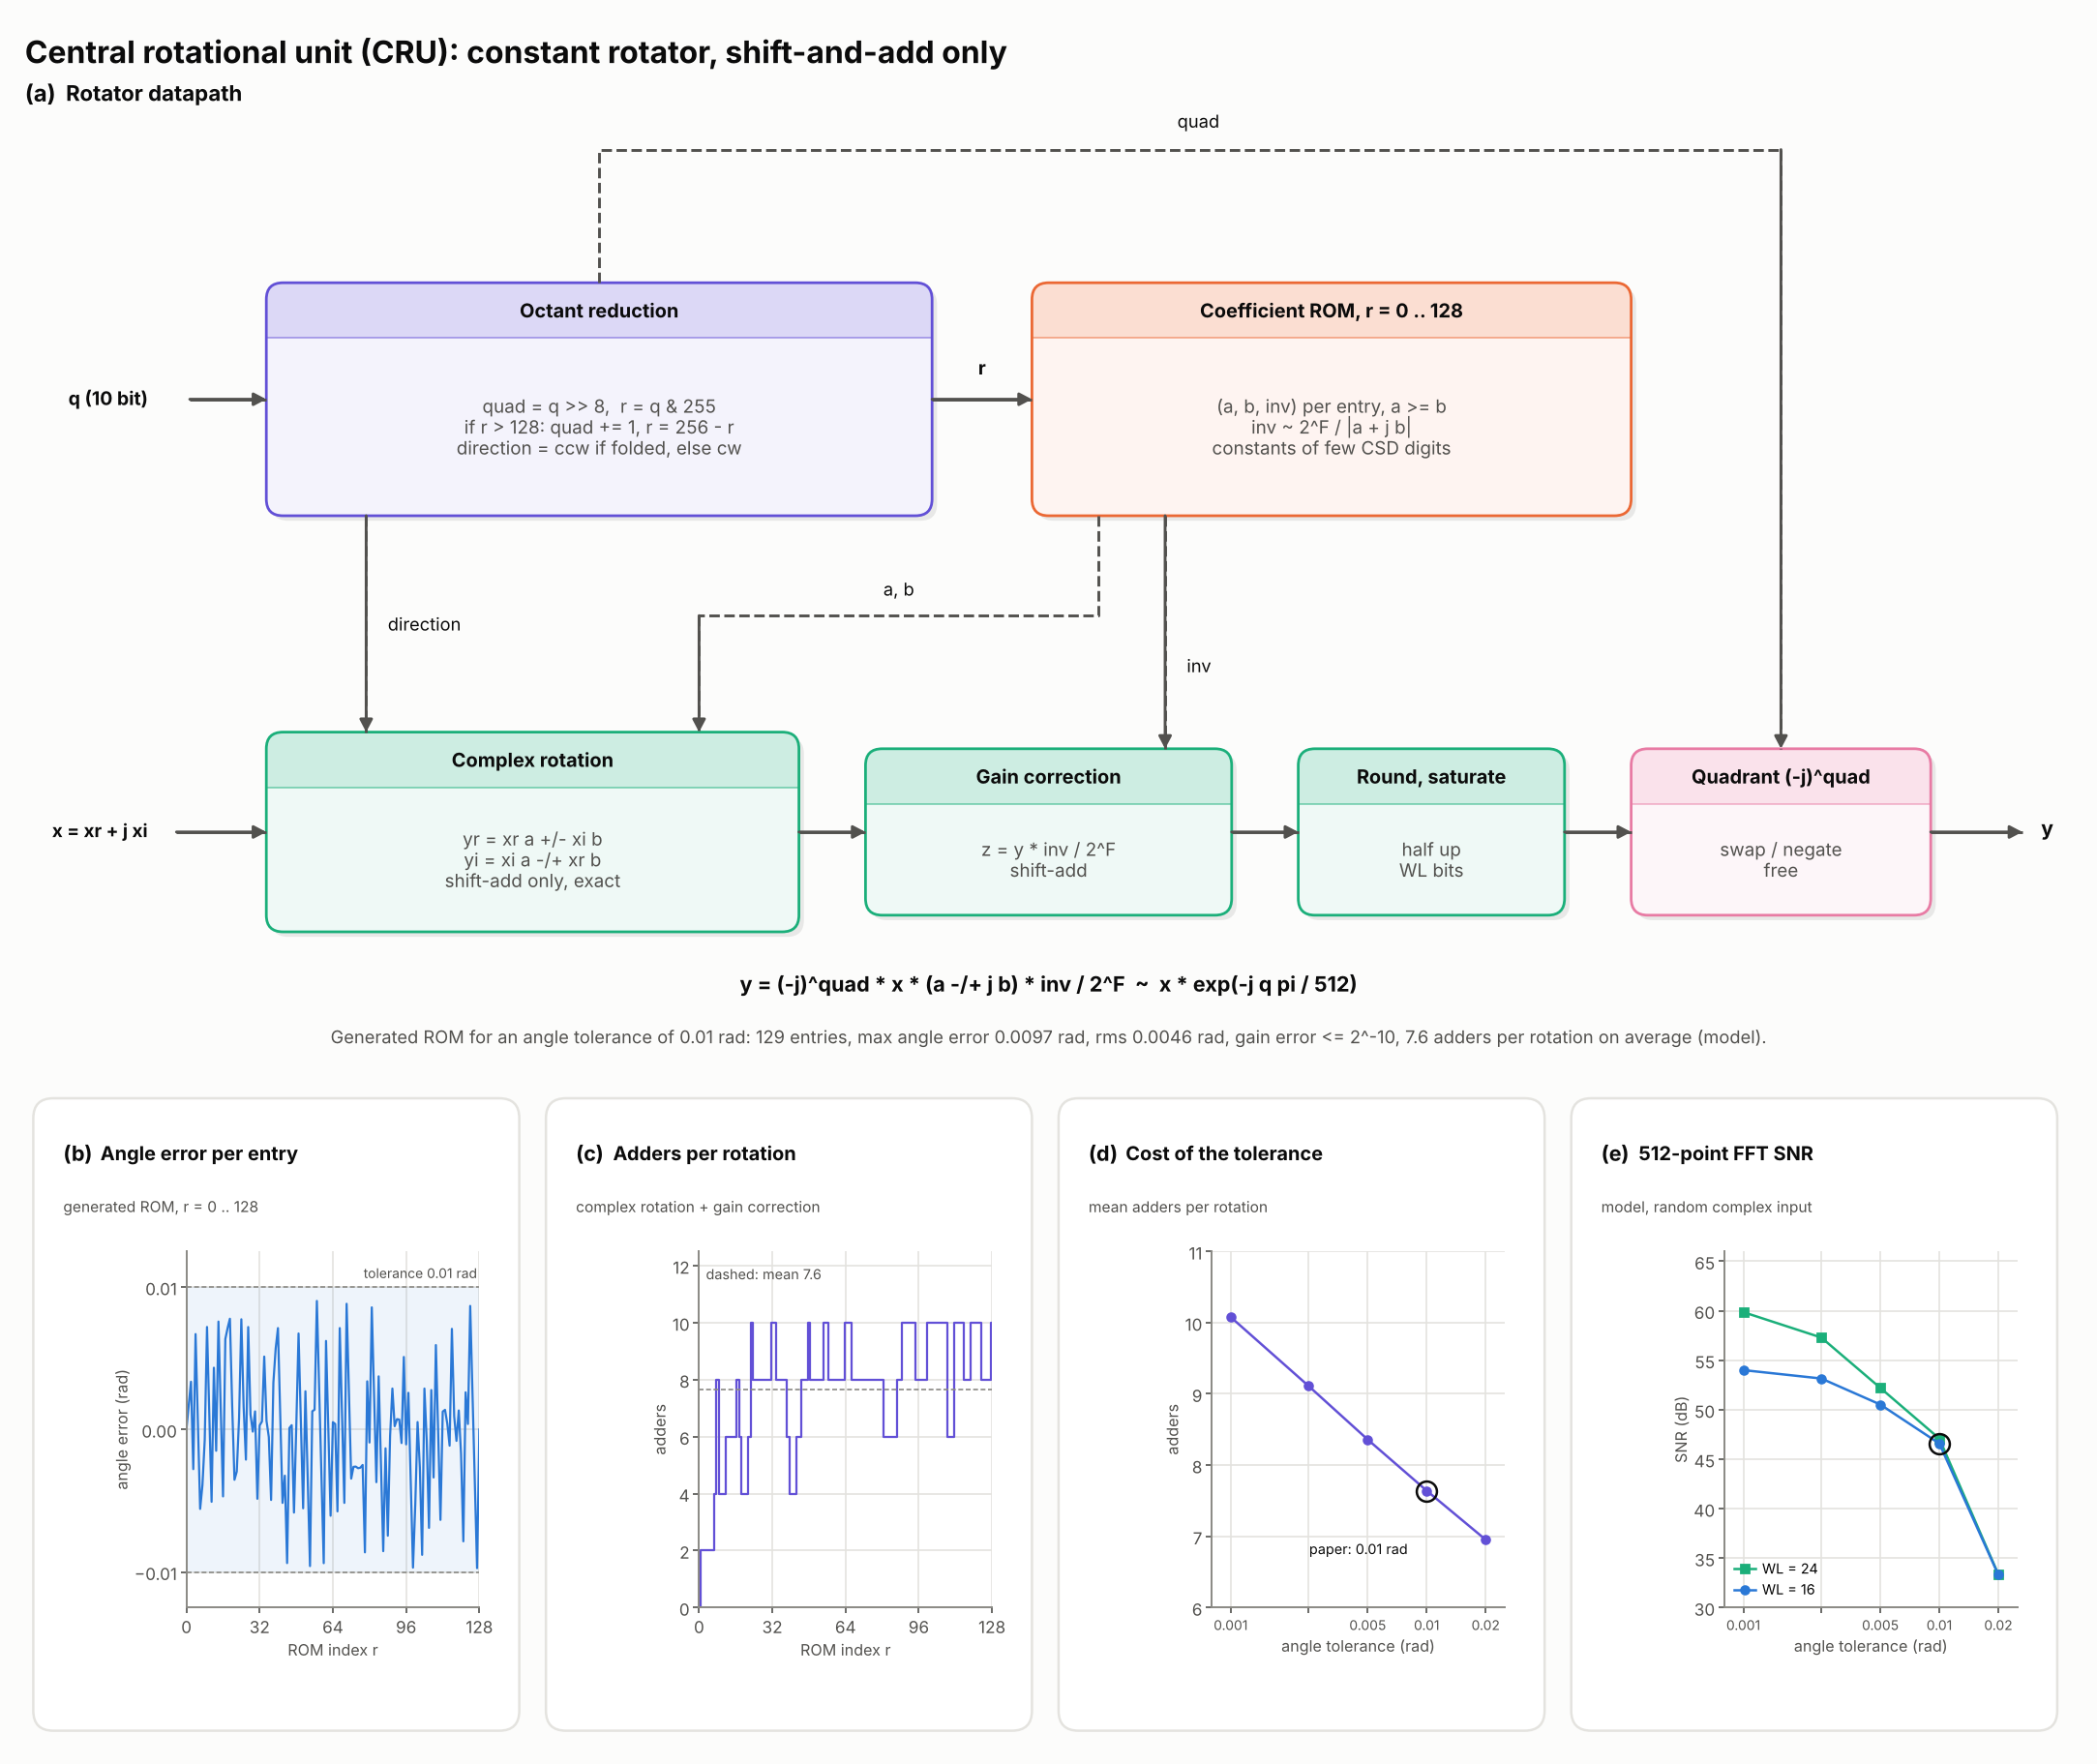 Central rotational unit (CRU): constant rotator, shift-and-add only
(a) Rotator datapath
quad
Octant reduction
quad = q >> 8, r = q & 255
if r > 128: quad += 1, r = 256 - r
direction = ccw if folded, else cw
q (10 bit)
r
Coefficient ROM, r = 0 .. 128
(a, b, inv) per entry, a >= b
inv ~ 2^F / |a + j b|
constants of few CSD digits
a, b
direction
inv
x = xr + j xi
Complex rotation
yr = xr a +/- xi b
yi = xi a -/+ xr b
shift-add only, exact
Gain correction
z = y * inv / 2^F
shift-add
Round, saturate
half up
WL bits
Quadrant (-j)^quad
swap / negate
free
y
y = (-j)^quad * x * (a -/+ j b) * inv / 2^F ~ x * exp(-j q pi / 512)
Generated ROM for an angle tolerance of 0.01 rad: 129 entries, max angle error 0.0097 rad, rms 0.0046 rad, gain error <= 2^-10, 7.6 adders per rotation on average (model).
(b) Angle error per entry
generated ROM, r = 0 .. 128
tolerance 0.01 rad
0.01
0.00
−0.01
angle error (rad)
0 32 64 96 128
ROM index r
(c) Adders per rotation
complex rotation + gain correction
dashed: mean 7.6
12
10
8
6
4
2
0
adders
0 32 64 96 128
ROM index r
(d) Cost of the tolerance
mean adders per rotation
11
10
9
8
7
6
adders
paper: 0.01 rad
0.001 0.005 0.01 0.02
angle tolerance (rad)
(e) 512-point FFT SNR
model, random complex input
65
60
55
50
45
40
35
30
SNR (dB)
WL = 24
WL = 16
0.001 0.005 0.01 0.02
angle tolerance (rad)